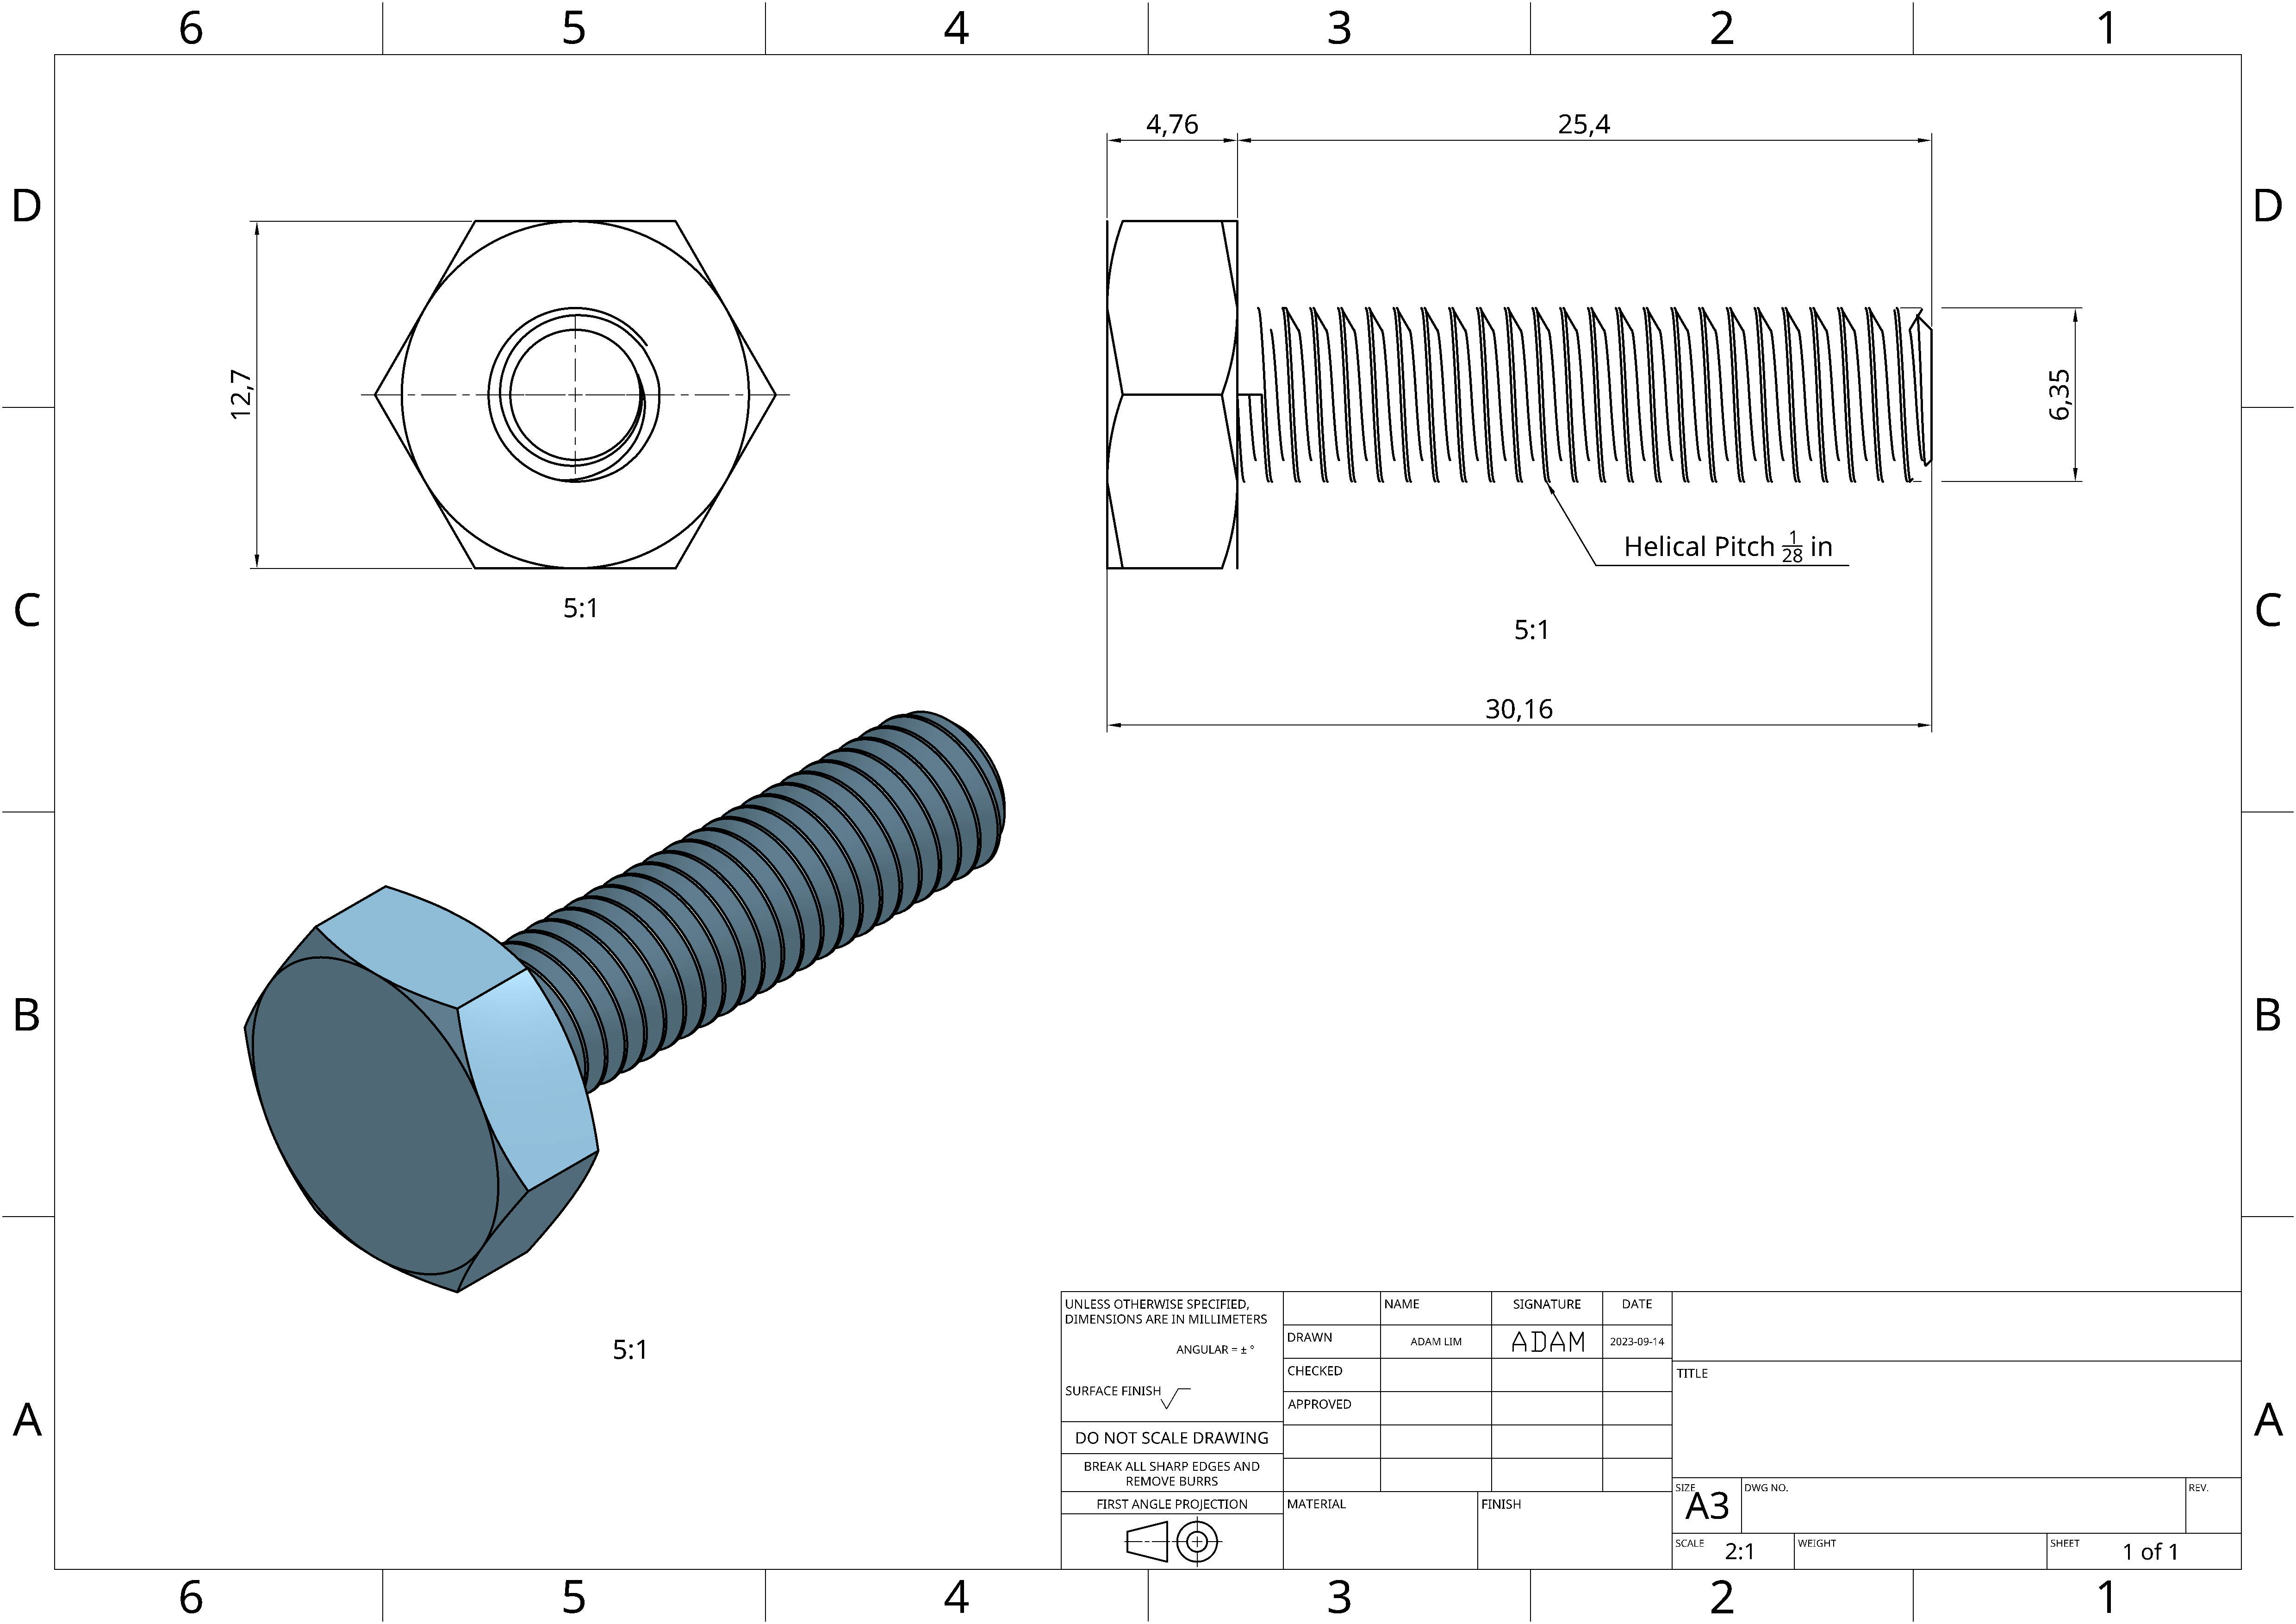 6 5 4 3 2 1
4,76 25,4
D D
12,7
6,35
Helical Pitch 1/28 in
5:1
C C
5:1
30,16
B B
UNLESS OTHERWISE SPECIFIED,
DIMENSIONS ARE IN MILLIMETERS
ANGULAR = ± °
SURFACE FINISH
DO NOT SCALE DRAWING
BREAK ALL SHARP EDGES AND
REMOVE BURRS
FIRST ANGLE PROJECTION
NAME SIGNATURE DATE
DRAWN ADAM LIM ADAM 2023-09-14
CHECKED
APPROVED
MATERIAL FINISH
TITLE
SIZE A3 DWG NO. REV.
SCALE 2:1 WEIGHT SHEET 1 of 1
5:1
A A
6 5 4 3 2 1